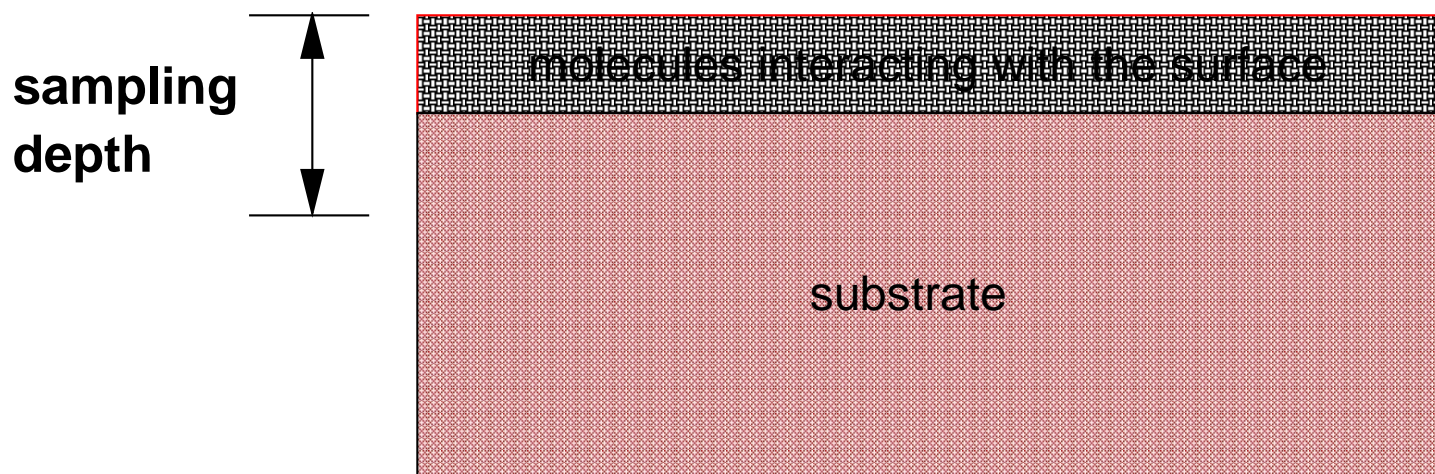 sampling
depth
molecules interacting with the surface
substrate